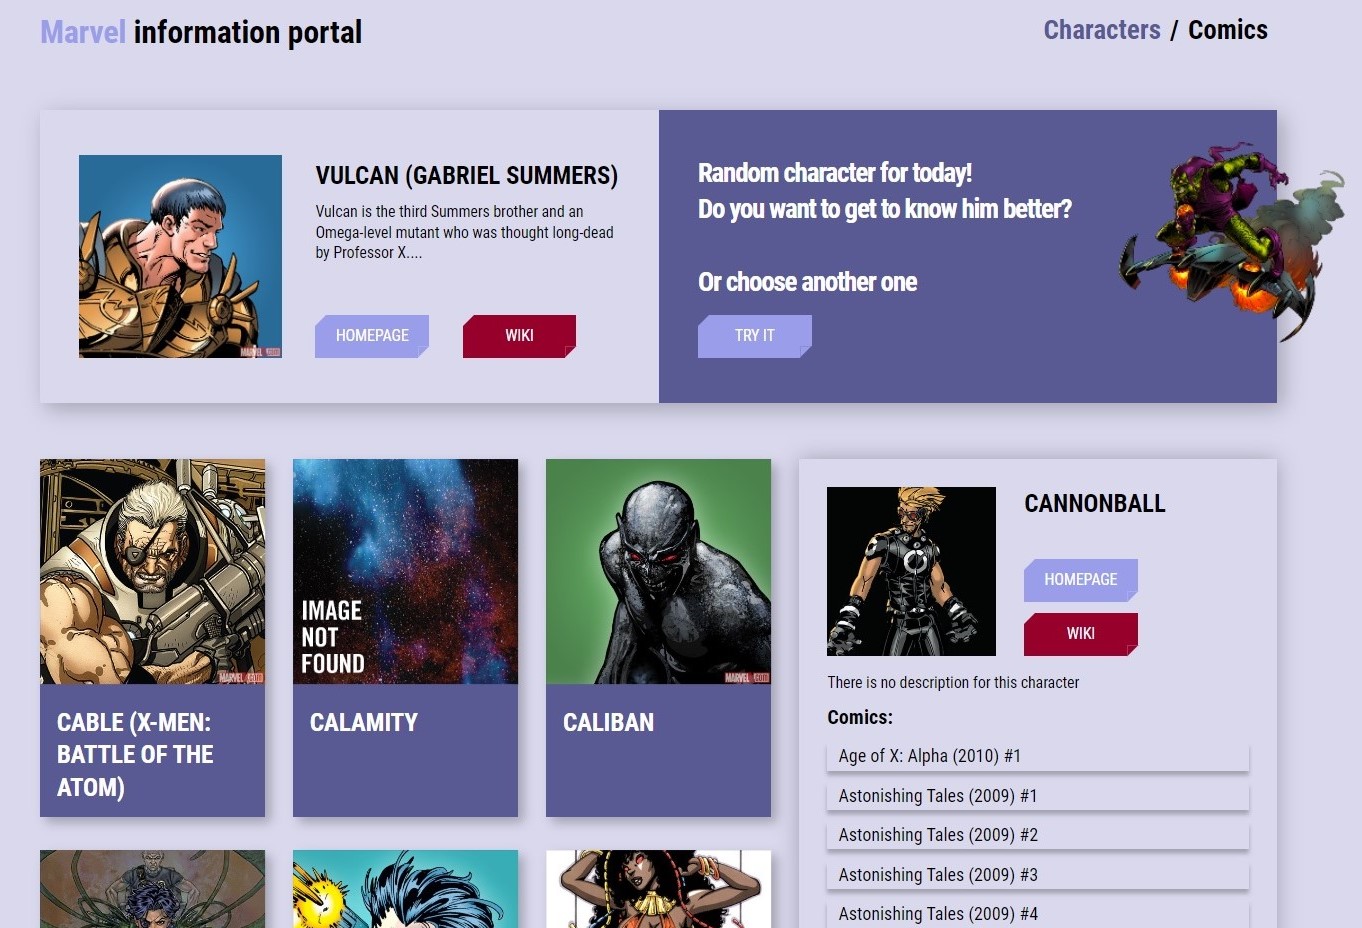 Marvel information portal
Characters / Comics
VULCAN (GABRIEL SUMMERS)
Vulcan is the third Summers brother and an
Omega-level mutant who was thought long-dead
by Professor X....
HOMEPAGE
WIKI
Random character for today!
Do you want to get to know him better?
Or choose another one
TRY IT
IMAGE
NOT
FOUND
CABLE (X-MEN:
BATTLE OF THE
ATOM)
CALAMITY
CALIBAN
CANNONBALL
HOMEPAGE
WIKI
There is no description for this character
Comics:
Age of X: Alpha (2010) #1
Astonishing Tales (2009) #1
Astonishing Tales (2009) #2
Astonishing Tales (2009) #3
Astonishing Tales (2009) #4